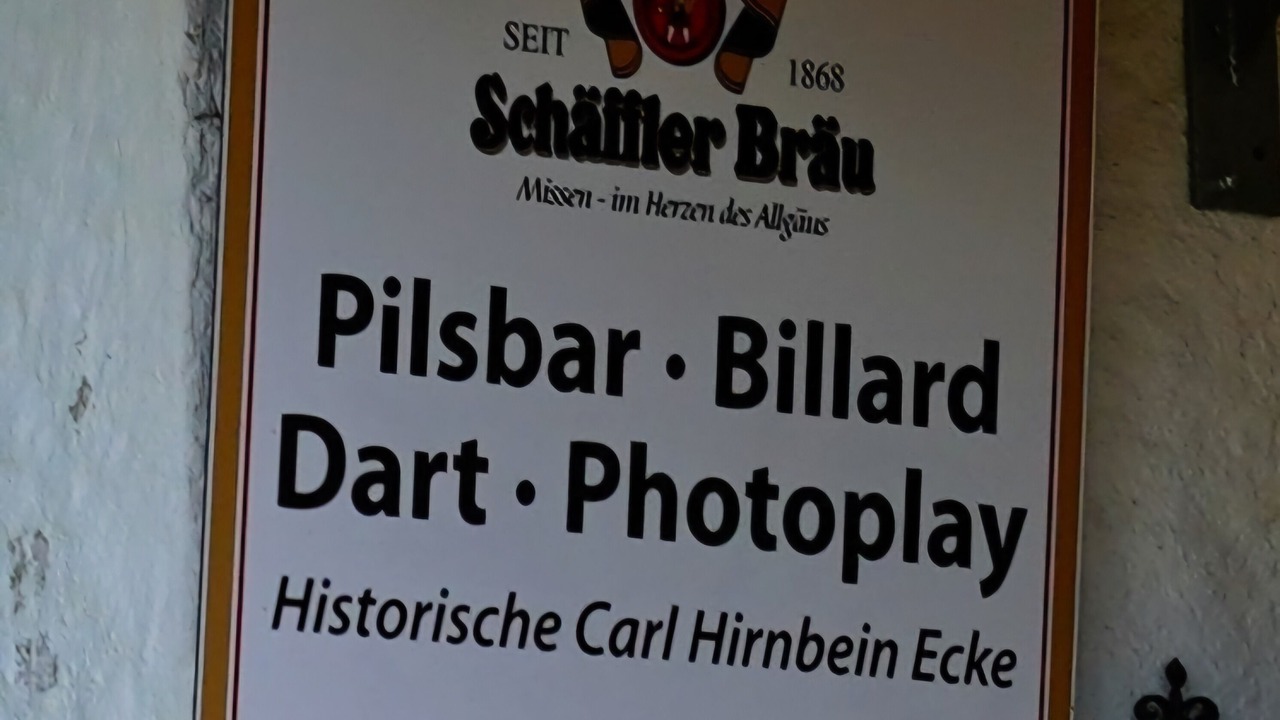 SEIT 1868
Schäffler Bräu
Missen - im Herzen des Allgäus
Pilsbar • Billard
Dart • Photoplay
Historische Carl Hirnbein Ecke